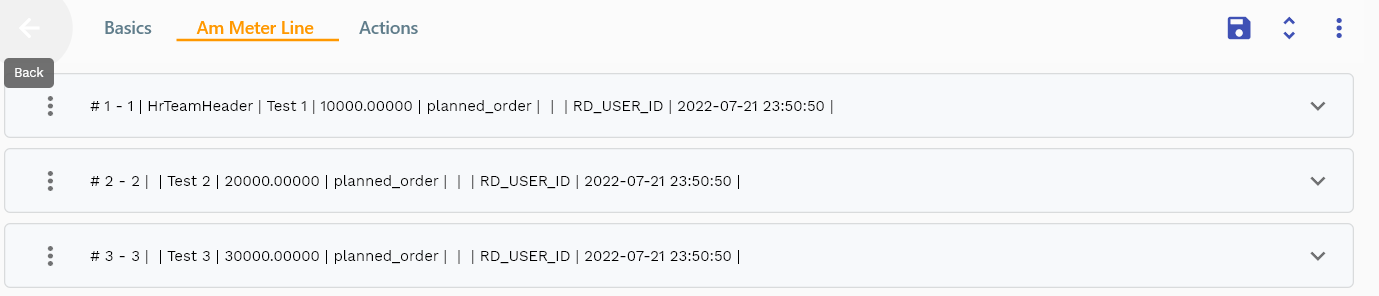 Basics Am Meter Line Actions
Back
# 1 - 1 | HrTeamHeader | Test 1 | 10000.00000 | planned_order | | | RD_USER_ID | 2022-07-21 23:50:50 |
# 2 - 2 | | Test 2 | 20000.00000 | planned_order | | | RD_USER_ID | 2022-07-21 23:50:50 |
# 3 - 3 | | Test 3 | 30000.00000 | planned_order | | | RD_USER_ID | 2022-07-21 23:50:50 |